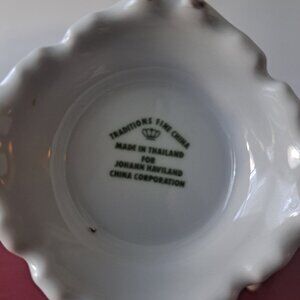 TRADITIONS FINE CHINA
MADE IN THAILAND
FOR
JOHANN HAVILAND
CHINA CORPORATION